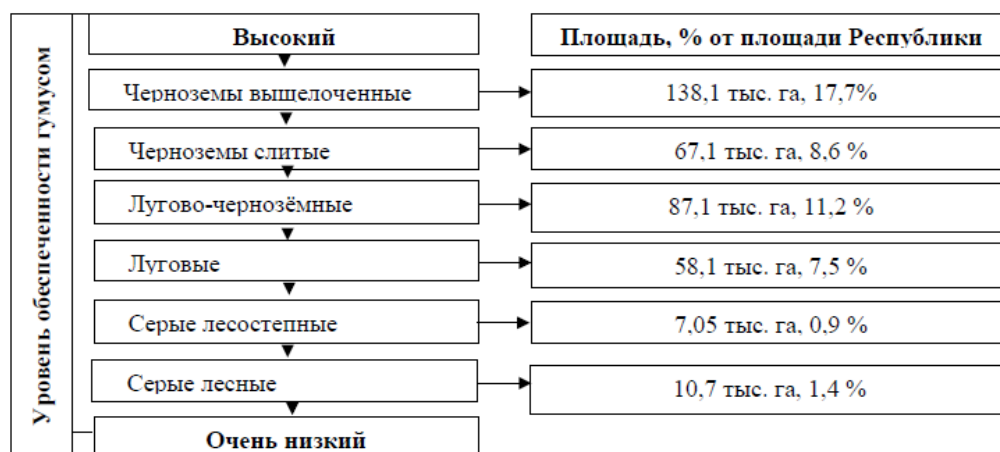 Уровень обеспеченности гумусом
Высокий
Площадь, % от площади Республики
Черноземы выщелоченные
138,1 тыс. га, 17,7%
Черноземы слитые
67,1 тыс. га, 8,6 %
Лугово-чернозёмные
87,1 тыс. га, 11,2 %
Луговые
58,1 тыс. га, 7,5 %
Серые лесостепные
7,05 тыс. га, 0,9 %
Серые лесные
10,7 тыс. га, 1,4 %
Очень низкий